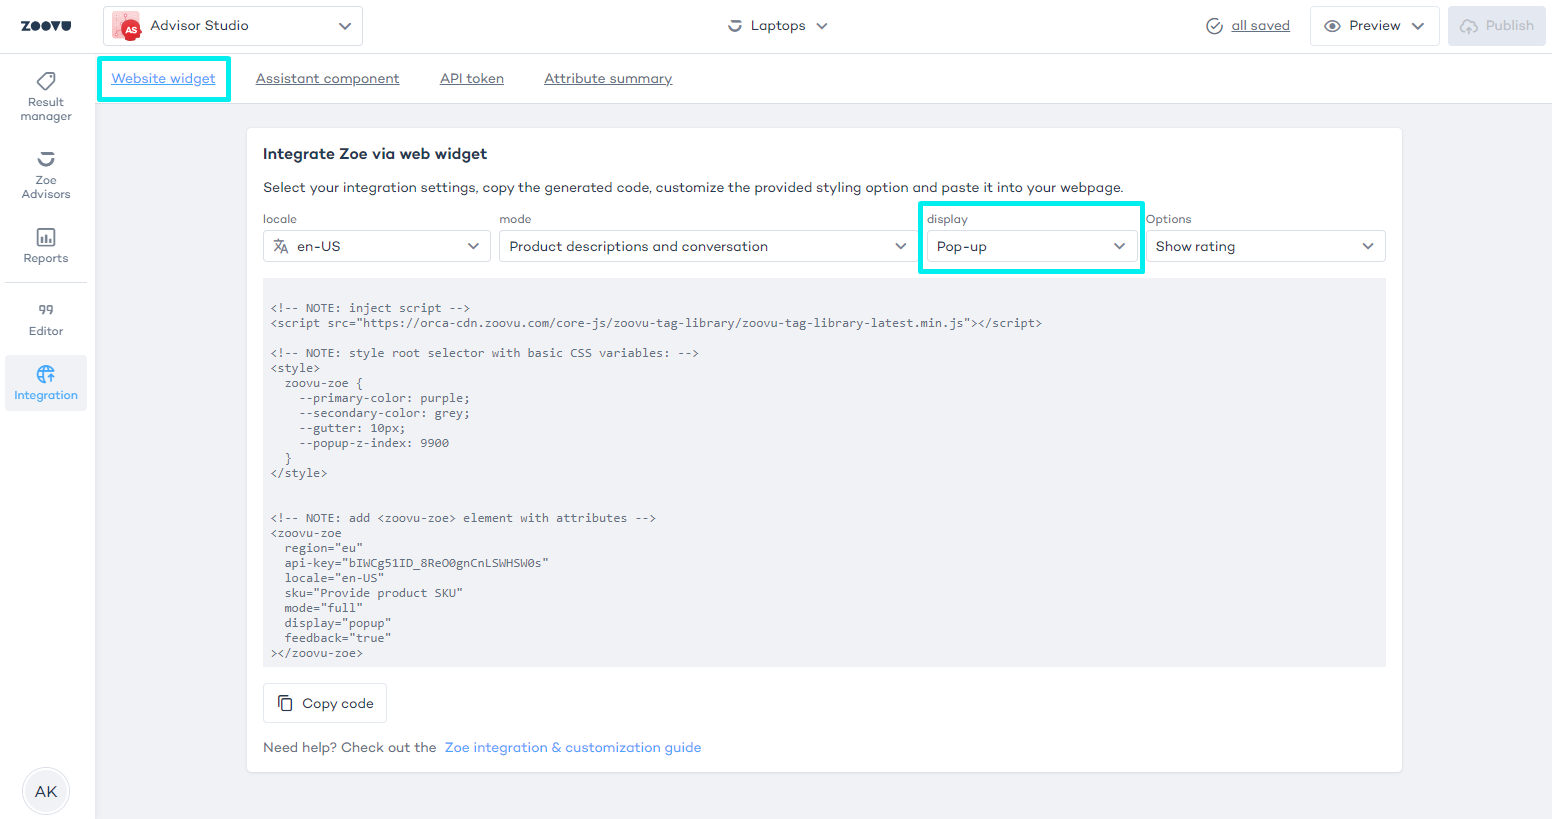 ZOOVU
AS
Advisor Studio
Laptops
all saved
Preview
Publish
Website widget
Assistant component
API token
Attribute summary
Result
manager
Zoe
Advisors
Reports
Editor
Integration
AK
Integrate Zoe via web widget
Select your integration settings, copy the generated code, customize the provided styling option and paste it into your webpage.
locale
mode
display
Options
en-US
Product descriptions and conversation
Pop-up
Show rating
<!-- NOTE: inject script -->
<script src="https://orca-cdn.zoovu.com/core-js/zoovu-tag-library/zoovu-tag-library-latest.min.js"></script>
<!-- NOTE: style root selector with basic CSS variables: -->
<style>
zoovu-zoe {
--primary-color: purple;
--secondary-color: grey;
--gutter: 10px;
--popup-z-index: 9900
}
</style>
<!-- NOTE: add <zoovu-zoe> element with attributes -->
<zoovu-zoe
region="eu"
api-key="bIWCg51ID_8ReO0gnCnLSWHSW0s"
locale="en-US"
sku="Provide product SKU"
mode="full"
display="popup"
feedback="true"
></zoovu-zoe>
Copy code
Need help? Check out the Zoe integration & customization guide